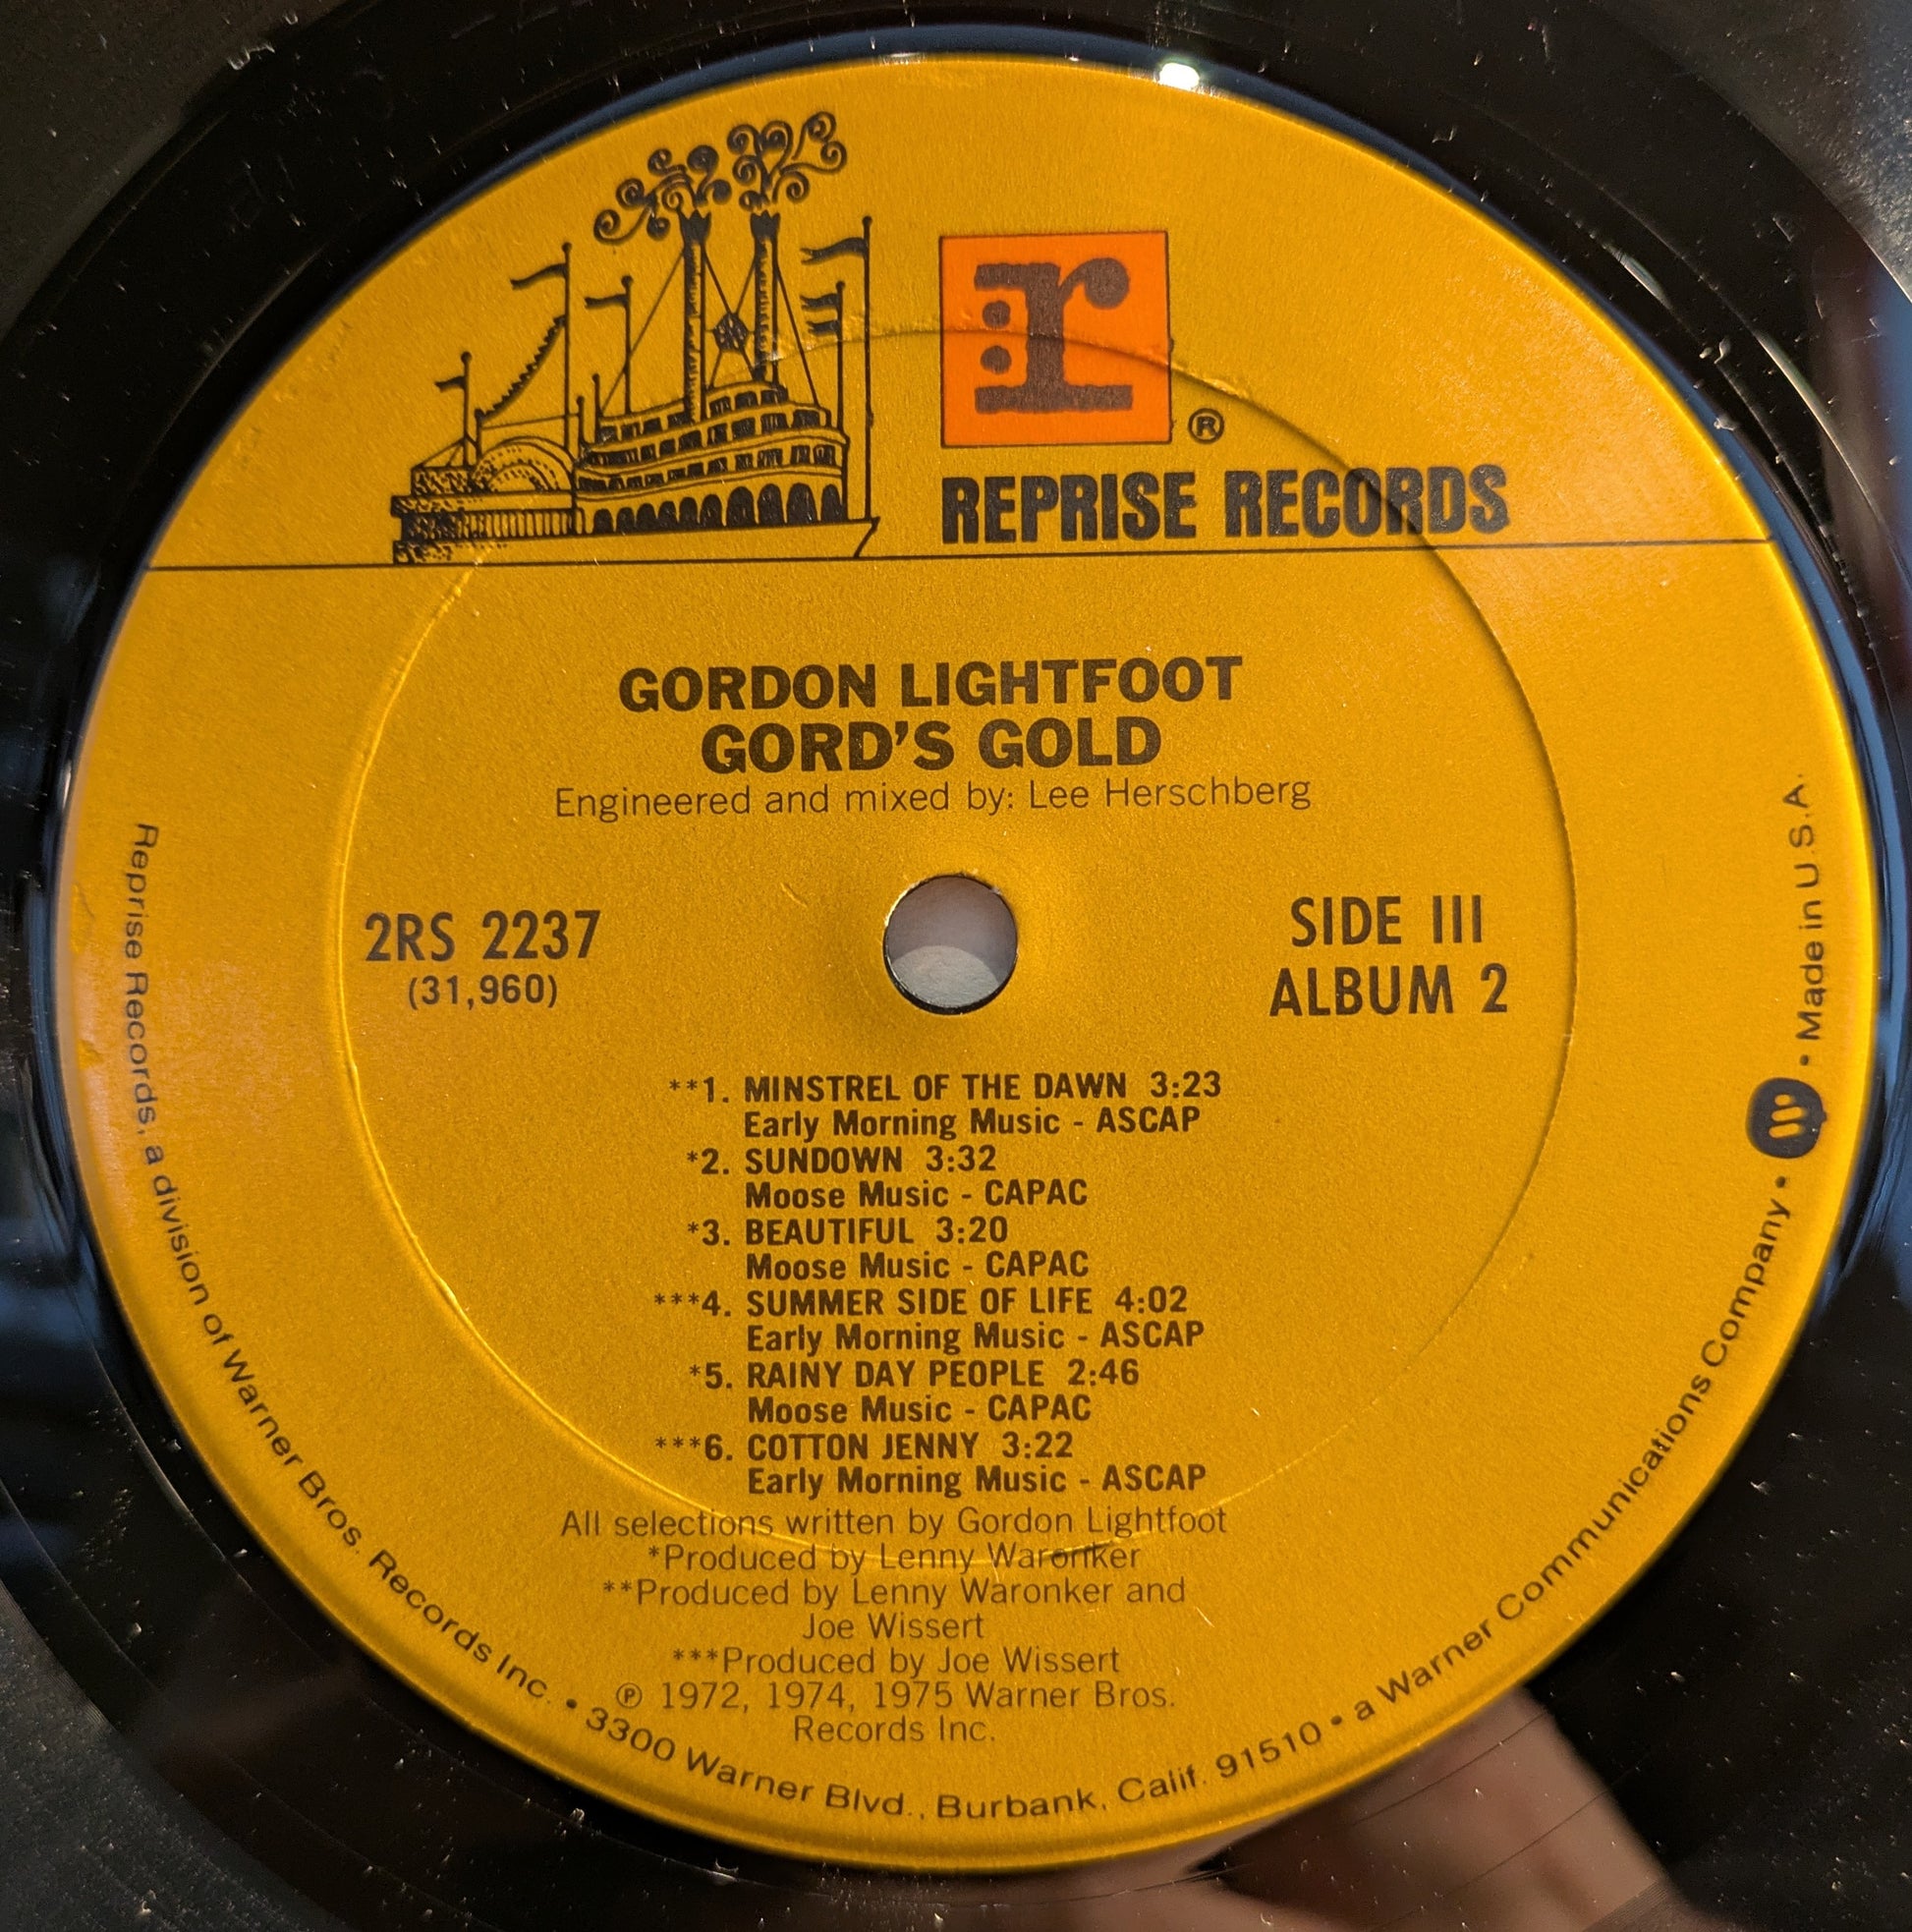 r
®
REPRISE RECORDS
GORDON LIGHTFOOT
GORD'S GOLD
Engineered and mixed by: Lee Herschberg
2RS 2237
(31,960)
SIDE III
ALBUM 2
**1. MINSTREL OF THE DAWN 3:23
Early Morning Music - ASCAP
*2. SUNDOWN 3:32
Moose Music - CAPAC
*3. BEAUTIFUL 3:20
Moose Music - CAPAC
***4. SUMMER SIDE OF LIFE 4:02
Early Morning Music - ASCAP
*5. RAINY DAY PEOPLE 2:46
Moose Music - CAPAC
***6. COTTON JENNY 3:22
Early Morning Music - ASCAP
All selections written by Gordon Lightfoot
*Produced by Lenny Waronker
**Produced by Lenny Waronker and
Joe Wissert
***Produced by Joe Wissert
℗ 1972, 1974, 1975 Warner Bros.
Records Inc.
Reprise Records, a division of Warner Bros. Records Inc. • 3300 Warner Blvd., Burbank, Calif. 91510 • a Warner Communications Company • W • Made in U.S.A.